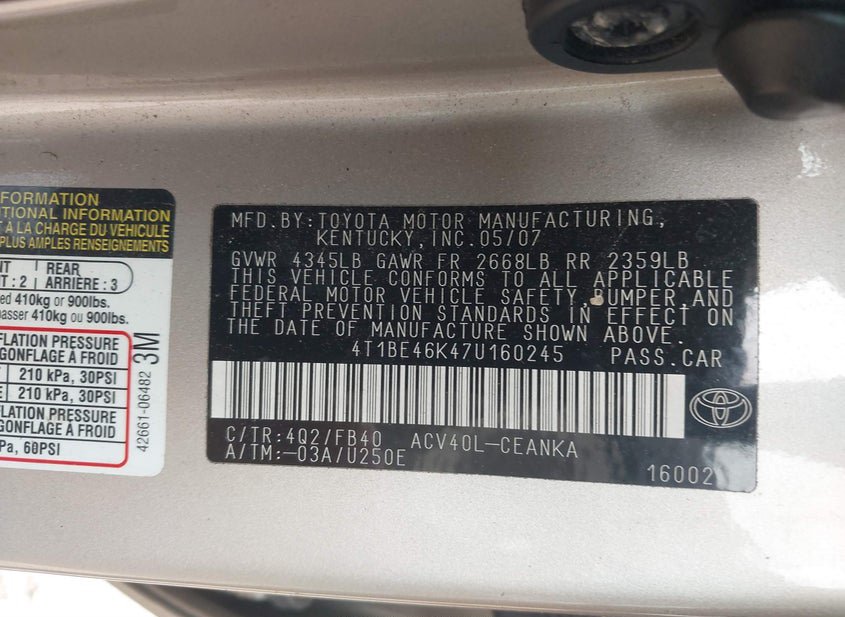 FORMATION
TIONAL INFORMATION
À LA CHARGE DU VÉHICULE
PLUS AMPLES RENSEIGNEMENTS
NT REAR
T : 2 ARRIÈRE : 3
ed 410kg or 900lbs.
passer 410kg ou 900lbs.
FLATION PRESSURE
GONFLAGE À FROID
210 kPa, 30PSI
E 210 kPa, 30PSI
FLATION PRESSURE
GONFLAGE À FROID
Pa, 60PSI
42661-06482 3M
MFD.BY:TOYOTA MOTOR MANUFACTURING,
KENTUCKY,INC.05/07
GVWR 4345LB GAWR FR 2668LB RR 2359LB
THIS VEHICLE CONFORMS TO ALL APPLICABLE
FEDERAL MOTOR VEHICLE SAFETY,BUMPER,AND
THEFT PREVENTION STANDARDS IN EFFECT ON
THE DATE OF MANUFACTURE SHOWN ABOVE.
4T1BE46K47U160245 PASS.CAR
C/TR:4Q2/FB40 ACV40L-CEANKA
A/TM:-03A/U250E
16002